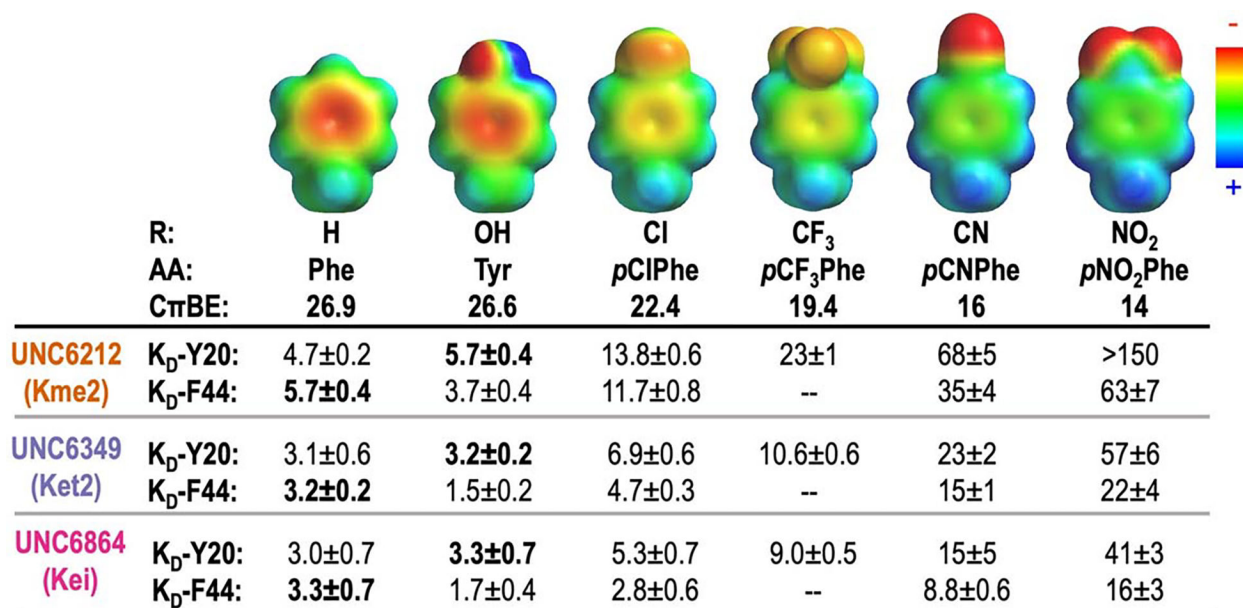 -
+
R: H OH Cl CF₃ CN NO₂
AA: Phe Tyr pClPhe pCF₃Phe pCNPhe pNO₂Phe
CπBE: 26.9 26.6 22.4 19.4 16 14
UNC6212 K_D-Y20: 4.7±0.2 5.7±0.4 13.8±0.6 23±1 68±5 >150
(Kme2) K_D-F44: 5.7±0.4 3.7±0.4 11.7±0.8 -- 35±4 63±7
UNC6349 K_D-Y20: 3.1±0.6 3.2±0.2 6.9±0.6 10.6±0.6 23±2 57±6
(Ket2) K_D-F44: 3.2±0.2 1.5±0.2 4.7±0.3 -- 15±1 22±4
UNC6864 K_D-Y20: 3.0±0.7 3.3±0.7 5.3±0.7 9.0±0.5 15±5 41±3
(Kei) K_D-F44: 3.3±0.7 1.7±0.4 2.8±0.6 -- 8.8±0.6 16±3